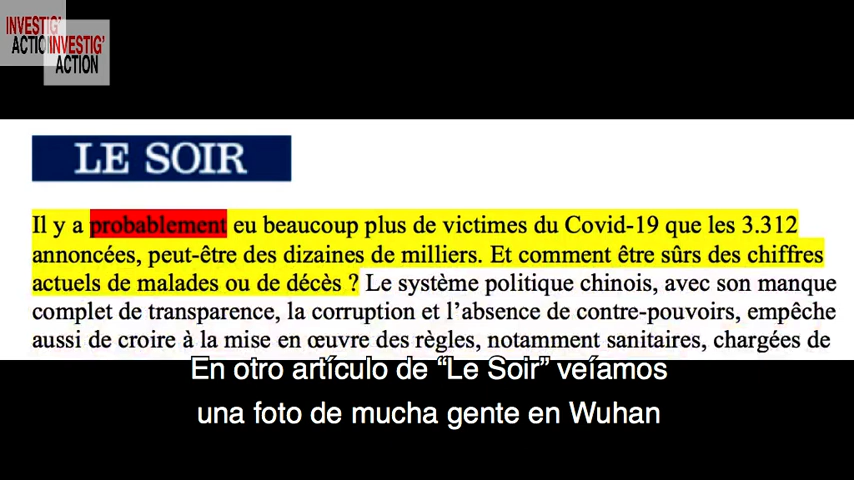 INVESTIG'
ACTION
INVESTIG'
ACTION
LE SOIR
Il y a probablement eu beaucoup plus de victimes du Covid-19 que les 3.312
annoncées, peut-être des dizaines de milliers. Et comment être sûrs des chiffres
actuels de malades ou de décès ? Le système politique chinois, avec son manque
complet de transparence, la corruption et l’absence de contre-pouvoirs, empêche
aussi de croire à la mise en œuvre des règles, notamment sanitaires, chargées de
En otro artículo de “Le Soir” veíamos
una foto de mucha gente en Wuhan